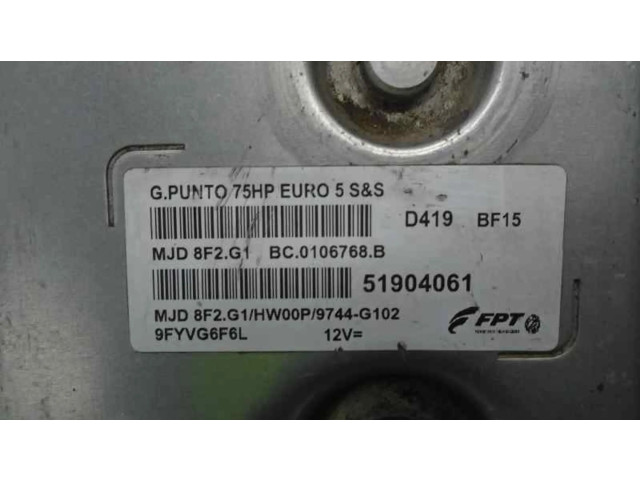 G.PUNTO 75HP EURO 5 S&S
D419 BF15
MJD 8F2.G1 BC.0106768.B
51904061
MJD 8F2.G1/HW00P/9744-G102
9FYVG6F6L 12V=
FPT